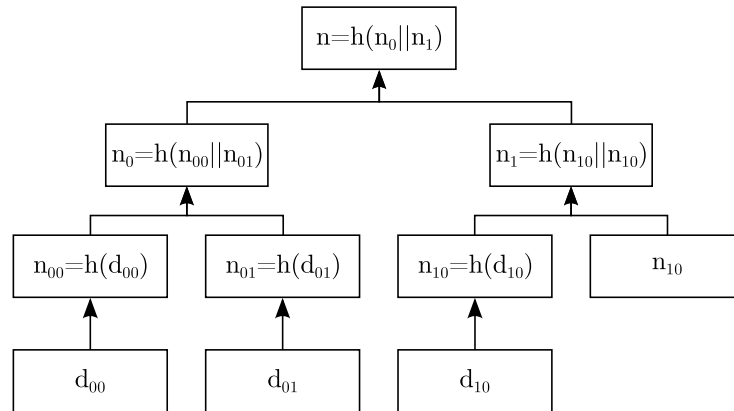 n=h(n₀||n₁)
n₀=h(n₀₀||n₀₁)
n₁=h(n₁₀||n₁₀)
n₀₀=h(d₀₀)
n₀₁=h(d₀₁)
n₁₀=h(d₁₀)
n₁₀
d₀₀
d₀₁
d₁₀